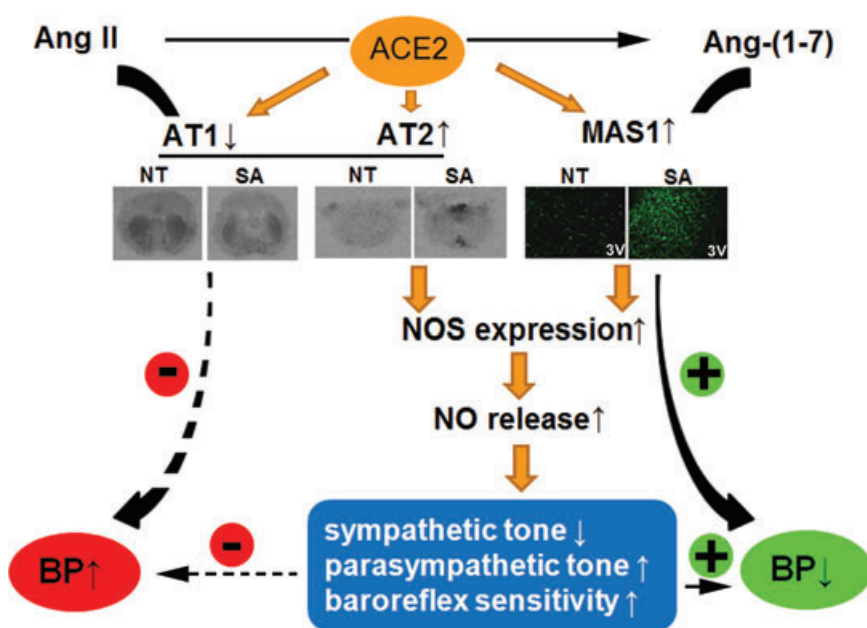 Ang II
ACE2
Ang-(1-7)
AT1↓
AT2↑
MAS1↑
NT
SA
NT
SA
NT
SA
3V
3V
NOS expression↑
-
+
NO release↑
sympathetic tone ↓
parasympathetic tone ↑
baroreflex sensitivity ↑
-
+
BP↑
BP↓